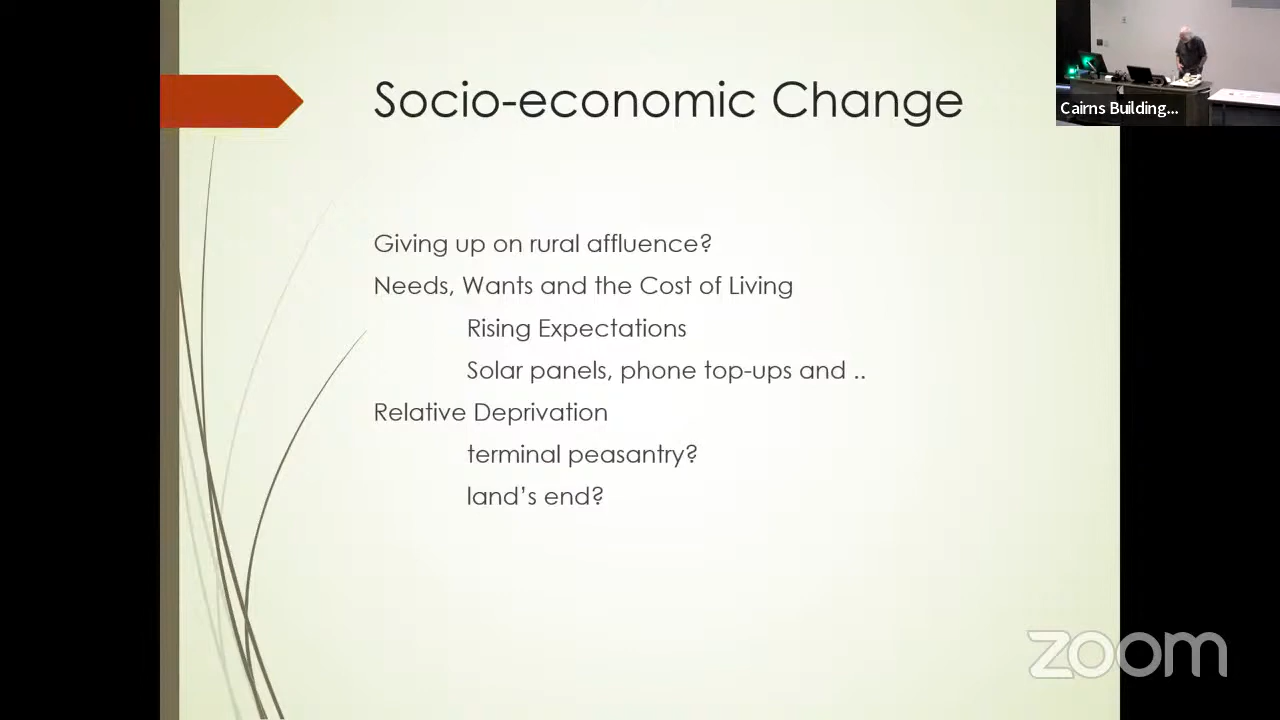 Socio-economic Change
Cairns Building...
Giving up on rural affluence?
Needs, Wants and the Cost of Living
Rising Expectations
Solar panels, phone top-ups and ..
Relative Deprivation
terminal peasantry?
land's end?
zoom